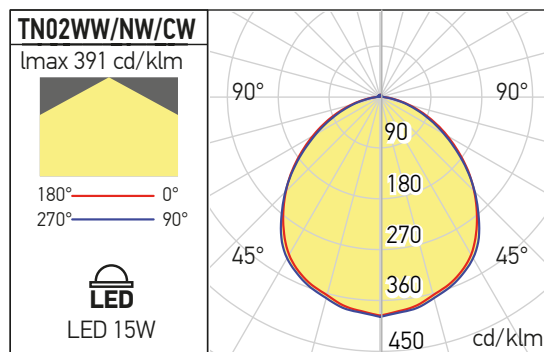 TN02WW/NW/CW
Imax 391 cd/klm
180° 0°
270° 90°
LED
LED 15W
90° 90°
90
180
270
45° 45°
360
450 cd/klm